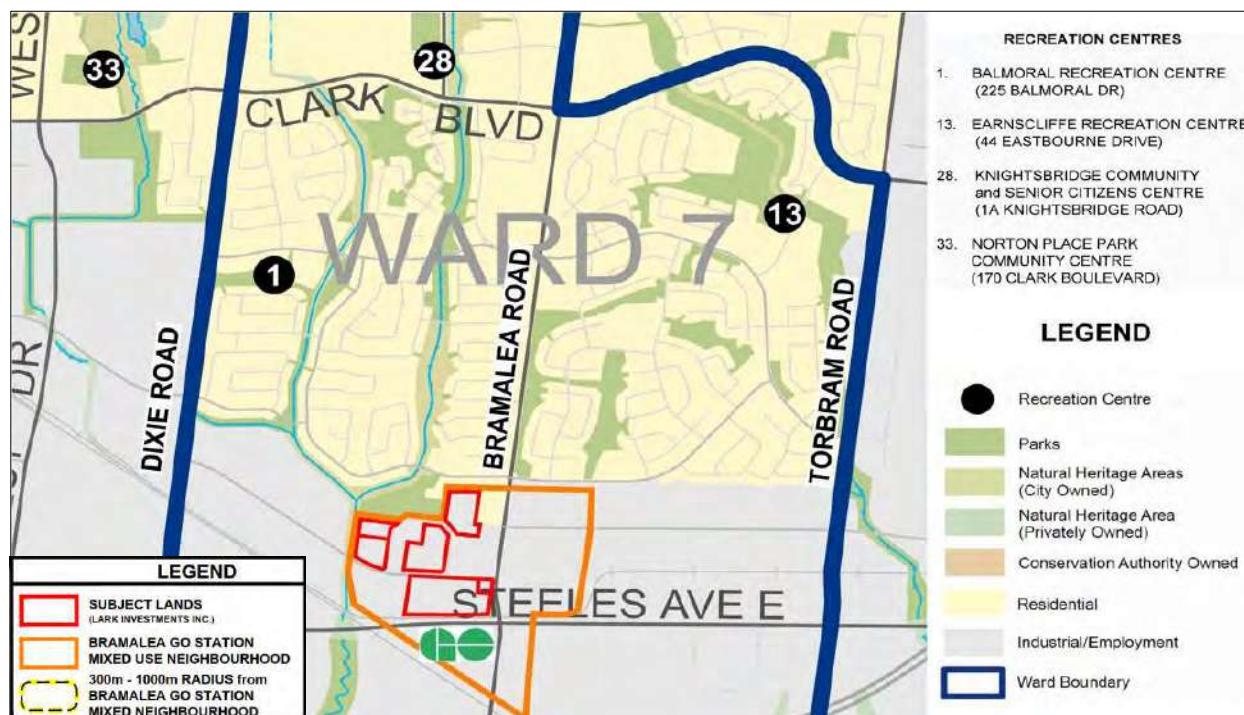 WES
33
28
CLARK
BLVD
WARD 7
13
1
DIXIE ROAD
BRAMALEA ROAD
TORBRAM ROAD
DR
STEELES AVE E
GO
LEGEND
SUBJECT LANDS
(LARK INVESTMENTS INC.)
BRAMALEA GO STATION
MIXED USE NEIGHBOURHOOD
300m - 1000m RADIUS from
BRAMALEA GO STATION
MIXED NEIGHBOURHOOD
RECREATION CENTRES
1. BALMORAL RECREATION CENTRE
(225 BALMORAL DR)
13. EARNSCLIFFE RECREATION CENTRE
(44 EASTBOURNE DRIVE)
28. KNIGHTSBRIDGE COMMUNITY
and SENIOR CITIZENS CENTRE
(1A KNIGHTSBRIDGE ROAD)
33. NORTON PLACE PARK
COMMUNITY CENTRE
(170 CLARK BOULEVARD)
LEGEND
Recreation Centre
Parks
Natural Heritage Areas
(City Owned)
Natural Heritage Area
(Privately Owned)
Conservation Authority Owned
Residential
Industrial/Employment
Ward Boundary